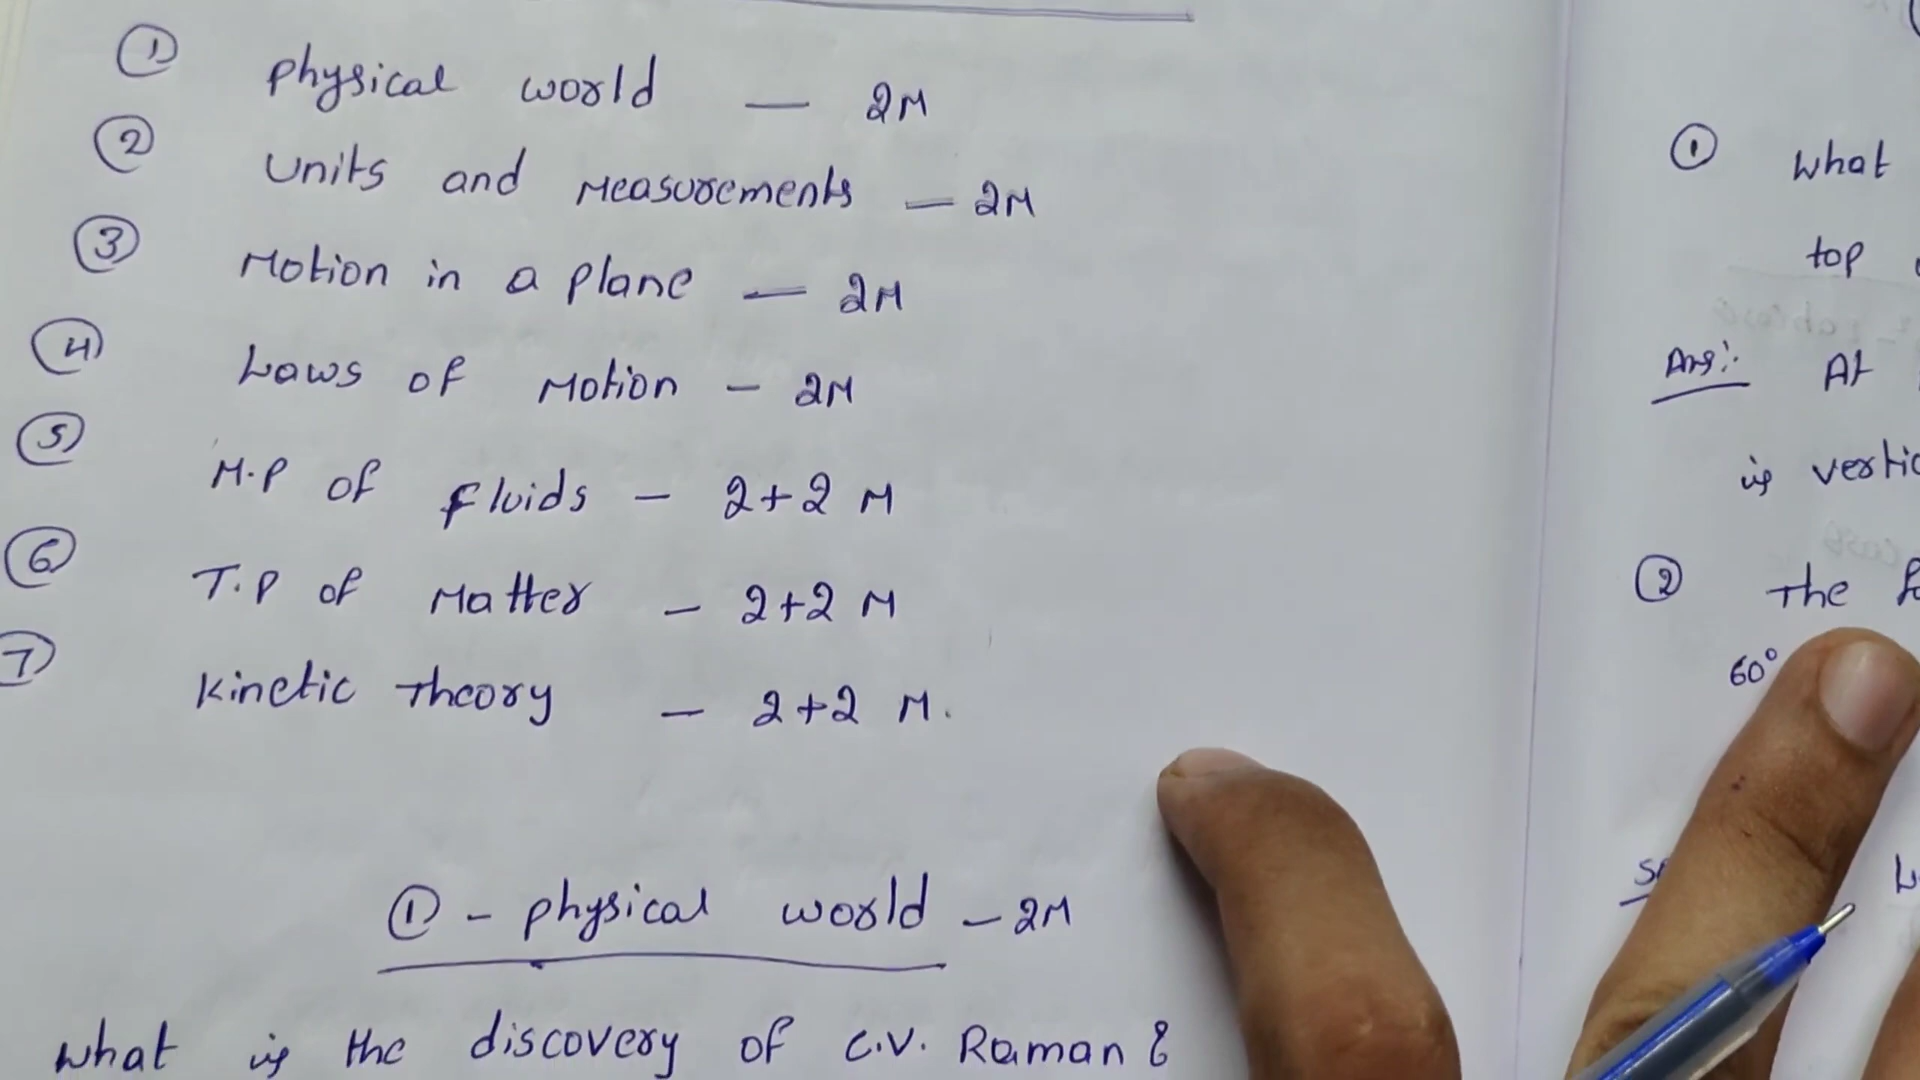 ① Physical world — 2M
② Units and Measurements — 2M
③ Motion in a plane — 2M
④ Laws of Motion — 2M
⑤ M.P of fluids — 2+2 M
⑥ T.P of Matter — 2+2 M
⑦ Kinetic Theory — 2+2 M.
① - physical world - 2M
what is the discovery of C.V. Raman ?
① What
top
Ans:. At
is
② The
60°